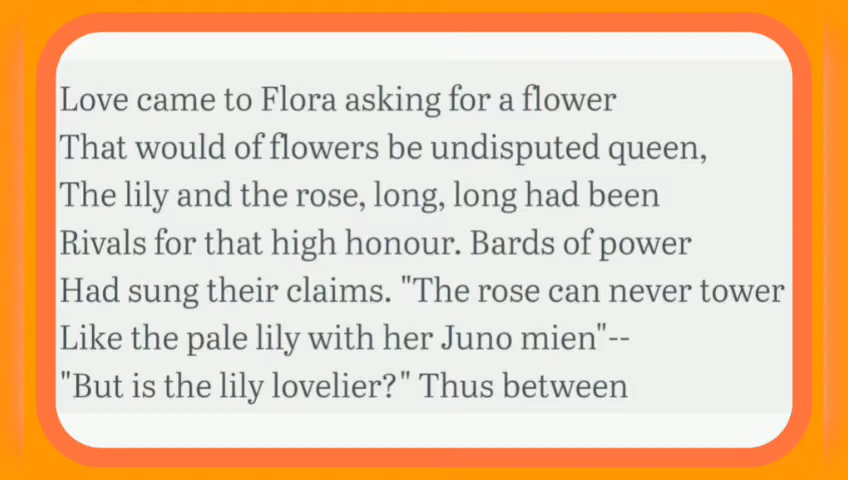 Love came to Flora asking for a flower
That would of flowers be undisputed queen,
The lily and the rose, long, long had been
Rivals for that high honour. Bards of power
Had sung their claims. "The rose can never tower
Like the pale lily with her Juno mien"--
"But is the lily lovelier?" Thus between